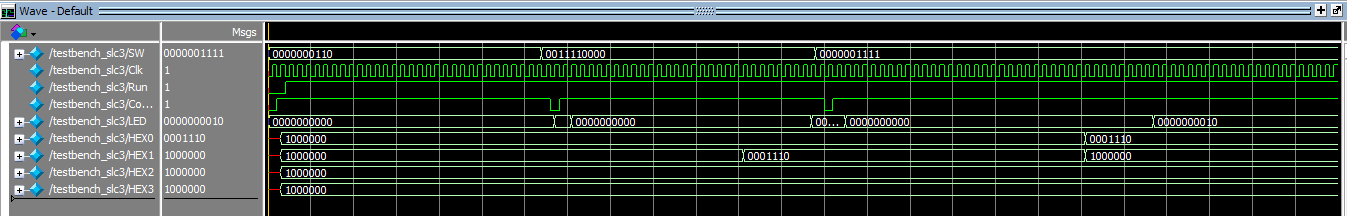 Wave - Default
Msgs
/testbench_slc3/SW 0000001111 0000000110 0011110000 0000001111
/testbench_slc3/Clk 1
/testbench_slc3/Run 1
/testbench_slc3/Co... 1
/testbench_slc3/LED 0000000010 0000000000 0000000000 00... 0000000000 0000000010
/testbench_slc3/HEX0 0001110 1000000 0001110
/testbench_slc3/HEX1 1000000 1000000 0001110 1000000
/testbench_slc3/HEX2 1000000 1000000
/testbench_slc3/HEX3 1000000 1000000